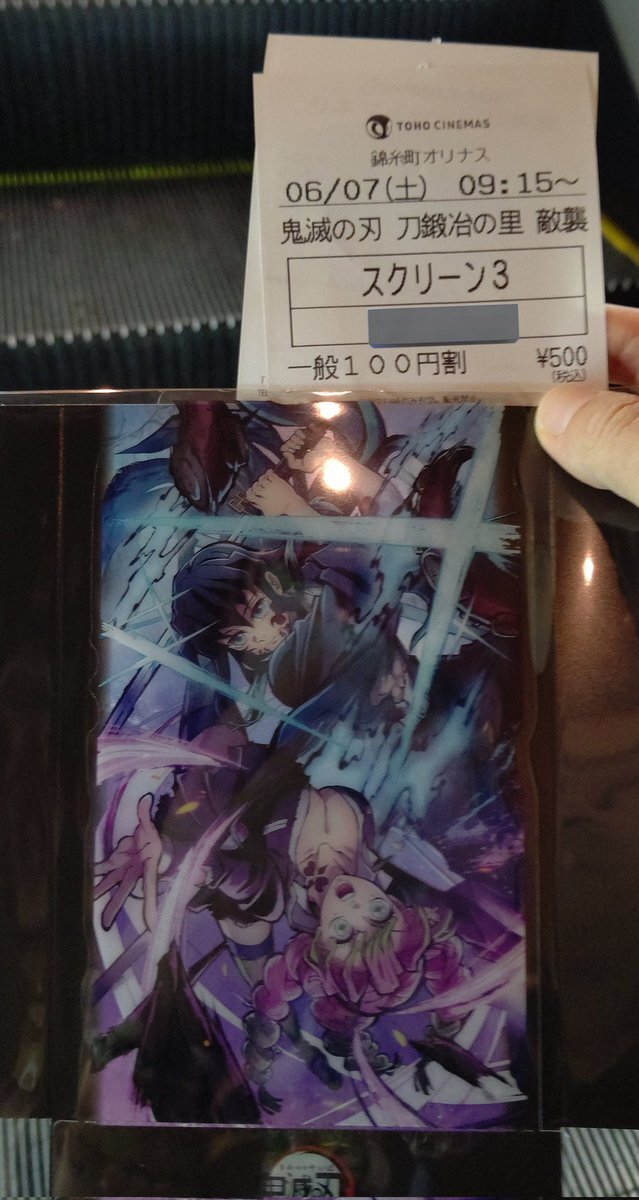 TOHO CINEMAS
錦糸町オリナス
06/07(土) 09:15～
鬼滅の刃 刀鍛冶の里 敵襲
スクリーン3
一般100円割 ¥500
(税込)